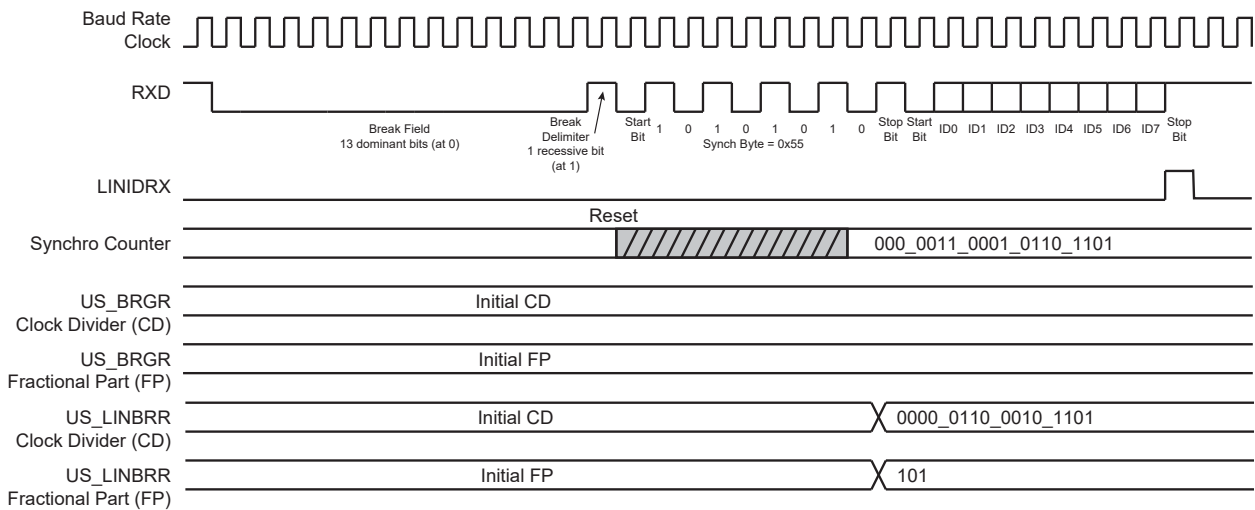 Baud Rate
Clock
RXD
Break Field
13 dominant bits (at 0)
Break
Delimiter
1 recessive bit
(at 1)
Start
Bit
1 0 1 0 1 0 1 0
Synch Byte = 0x55
Stop
Bit
Start
Bit
ID0 ID1 ID2 ID3 ID4 ID5 ID6 ID7
Stop
Bit
LINIDRX
Reset
Synchro Counter
000_0011_0001_0110_1101
US_BRGR
Clock Divider (CD)
Initial CD
US_BRGR
Fractional Part (FP)
Initial FP
US_LINBRR
Clock Divider (CD)
Initial CD
0000_0110_0010_1101
US_LINBRR
Fractional Part (FP)
Initial FP
101